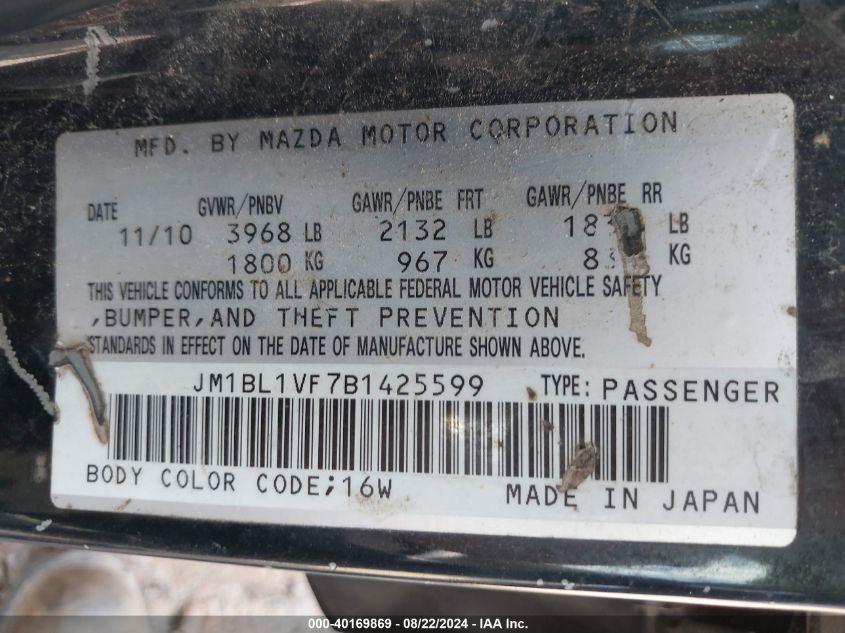 MFD. BY MAZDA MOTOR CORPORATION
DATE GVWR/PNBV GAWR/PNBE FRT GAWR/PNBE RR
11/10 3968 LB 2132 LB LB
1800 KG 967 KG KG
THIS VEHICLE CONFORMS TO ALL APPLICABLE FEDERAL MOTOR VEHICLE SAFETY
,BUMPER,AND THEFT PREVENTION
STANDARDS IN EFFECT ON THE DATE OF MANUFACTURE SHOWN ABOVE.
JM1BL1VF7B1425599 TYPE: PASSENGER
BODY COLOR CODE;16W MADE IN JAPAN
000-40169869 - 08/22/2024 - IAA Inc.